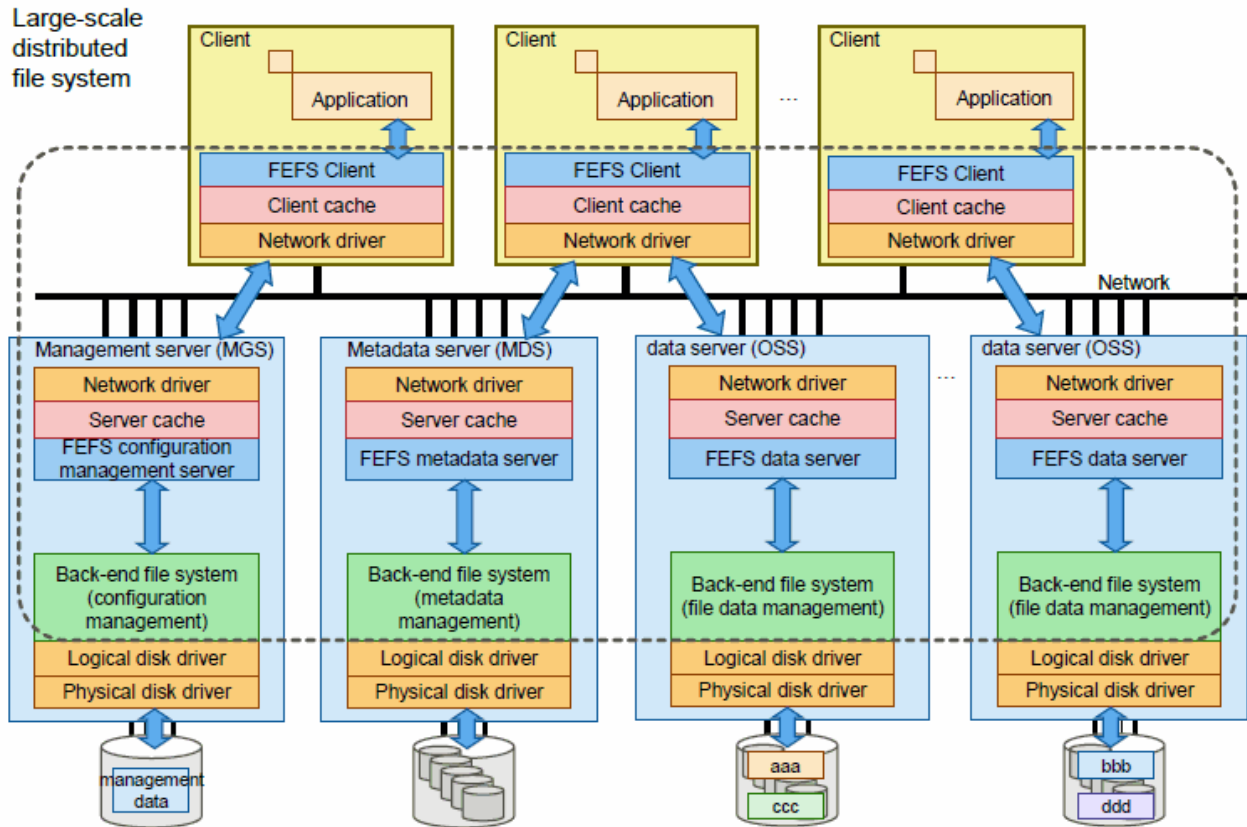 Large-scale
distributed
file system
Client
Application
FEFS Client
Client cache
Network driver
Client
Application
FEFS Client
Client cache
Network driver
...
Client
Application
FEFS Client
Client cache
Network driver
Network
Management server (MGS)
Network driver
Server cache
FEFS configuration
management server
Back-end file system
(configuration
management)
Logical disk driver
Physical disk driver
management
data
Metadata server (MDS)
Network driver
Server cache
FEFS metadata server
Back-end file system
(metadata
management)
Logical disk driver
Physical disk driver
data server (OSS)
Network driver
Server cache
FEFS data server
Back-end file system
(file data management)
Logical disk driver
Physical disk driver
aaa
ccc
...
data server (OSS)
Network driver
Server cache
FEFS data server
Back-end file system
(file data management)
Logical disk driver
Physical disk driver
bbb
ddd